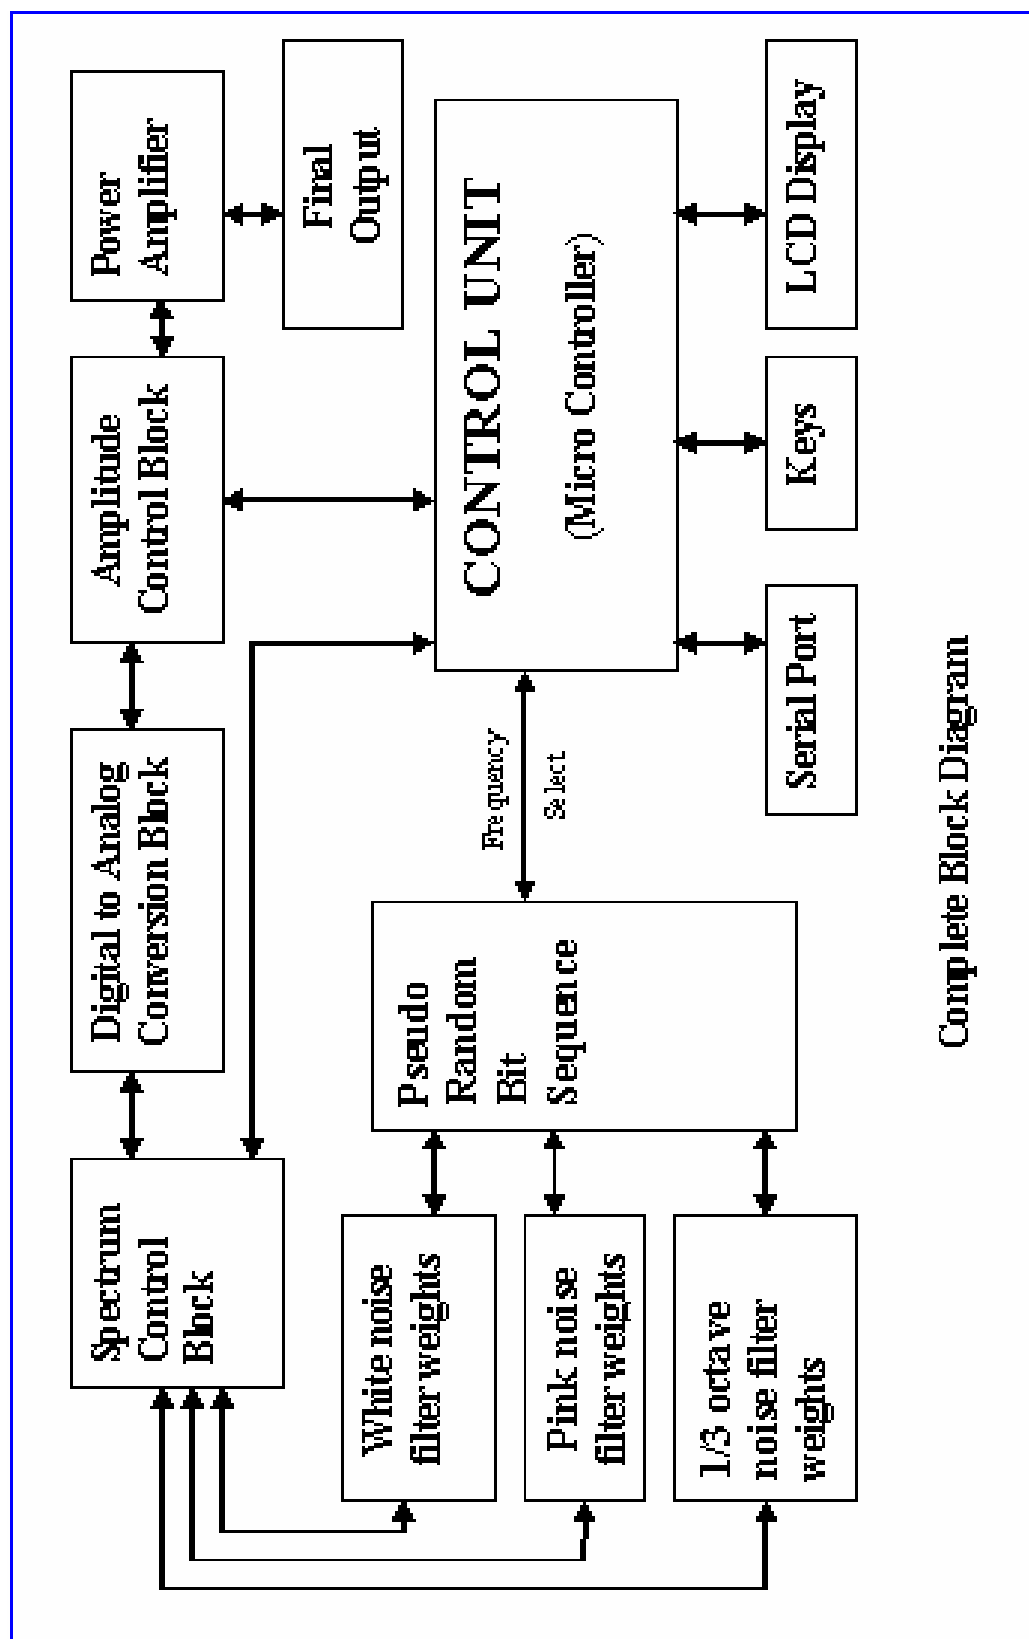 Spectrum
Control
Block
Digital to Analog
Conversion Block
Amplitude
Control Block
Power
Amplifier
Final
Output
White noise
filter weights
Pink noise
filter weights
1/3 octave
noise filter
weights
Pseudo
Random
Bit
Sequence
Frequency
Select
CONTROL UNIT
(Micro Controller)
Serial Port
Keys
LCD Display
Complete Block Diagram